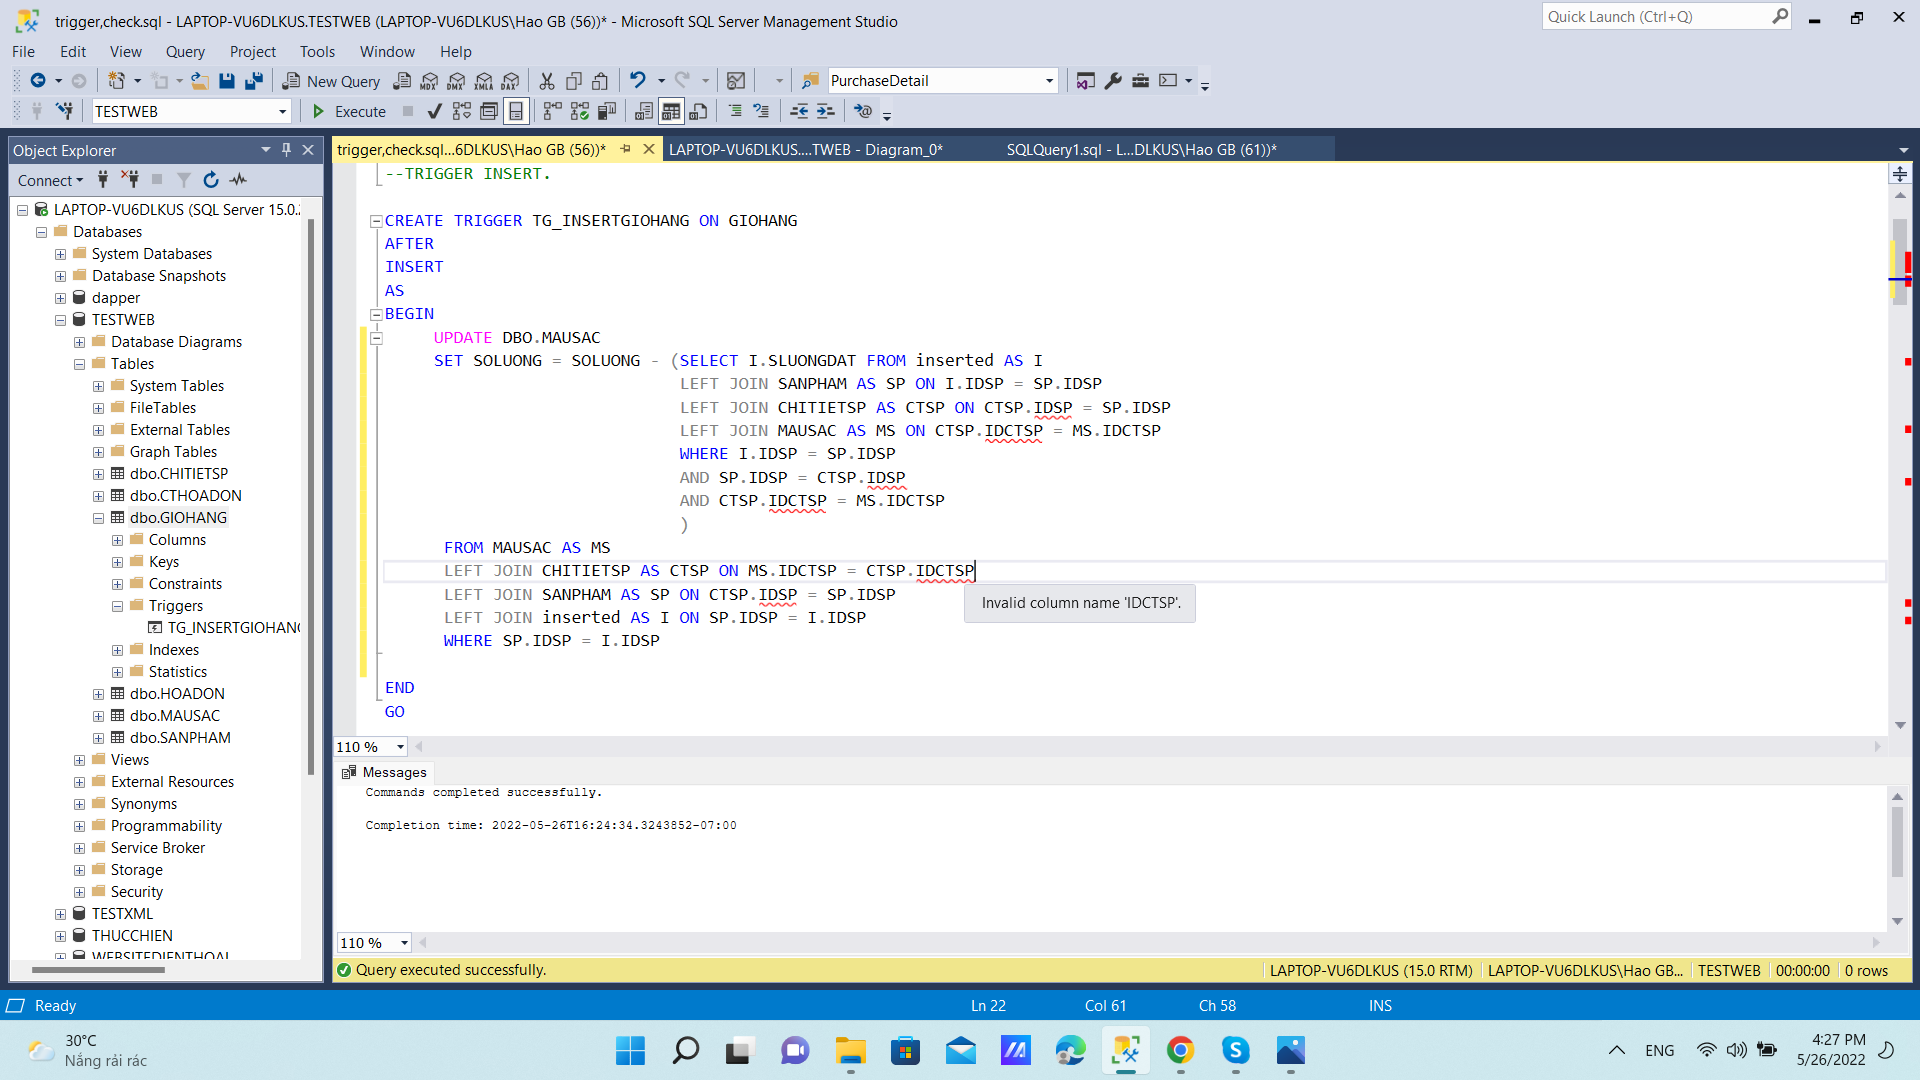 trigger,check.sql - LAPTOP-VU6DLKUS.TESTWEB (LAPTOP-VU6DLKUS\Hao GB (56))* - Microsoft SQL Server Management Studio
Quick Launch (Ctrl+Q)
File Edit View Query Project Tools Window Help
New Query MDX DMX XMLA DAX PurchaseDetail
TESTWEB Execute
Object Explorer
trigger,check.sql...6DLKUS\Hao GB (56))* LAPTOP-VU6DLKUS....TWEB - Diagram_0* SQLQuery1.sql - L...DLKUS\Hao GB (61))*
Connect
LAPTOP-VU6DLKUS (SQL Server 15.0.
Databases
System Databases
Database Snapshots
dapper
TESTWEB
Database Diagrams
Tables
System Tables
FileTables
External Tables
Graph Tables
dbo.CHITIETSP
dbo.CTHOADON
dbo.GIOHANG
Columns
Keys
Constraints
Triggers
TG_INSERTGIOHANG
Indexes
Statistics
dbo.HOADON
dbo.MAUSAC
dbo.SANPHAM
Views
External Resources
Synonyms
Programmability
Service Broker
Storage
Security
TESTXML
THUCCHIEN
WEBSITEDIENTHOAI
--TRIGGER INSERT.
CREATE TRIGGER TG_INSERTGIOHANG ON GIOHANG
AFTER
INSERT
AS
BEGIN
UPDATE DBO.MAUSAC
SET SOLUONG = SOLUONG - (SELECT I.SLUONGDAT FROM inserted AS I
LEFT JOIN SANPHAM AS SP ON I.IDSP = SP.IDSP
LEFT JOIN CHITIETSP AS CTSP ON CTSP.IDSP = SP.IDSP
LEFT JOIN MAUSAC AS MS ON CTSP.IDCTSP = MS.IDCTSP
WHERE I.IDSP = SP.IDSP
AND SP.IDSP = CTSP.IDSP
AND CTSP.IDCTSP = MS.IDCTSP
)
FROM MAUSAC AS MS
LEFT JOIN CHITIETSP AS CTSP ON MS.IDCTSP = CTSP.IDCTSP
LEFT JOIN SANPHAM AS SP ON CTSP.IDSP = SP.IDSP
Invalid column name 'IDCTSP'.
LEFT JOIN inserted AS I ON SP.IDSP = I.IDSP
WHERE SP.IDSP = I.IDSP
END
GO
110 %
Messages
Commands completed successfully.
Completion time: 2022-05-26T16:24:34.3243852-07:00
110 %
Query executed successfully. LAPTOP-VU6DLKUS (15.0 RTM) LAPTOP-VU6DLKUS\Hao GB... TESTWEB 00:00:00 0 rows
Ready Ln 22 Col 61 Ch 58 INS
30°C
Nắng rải rác
ENG
4:27 PM
5/26/2022